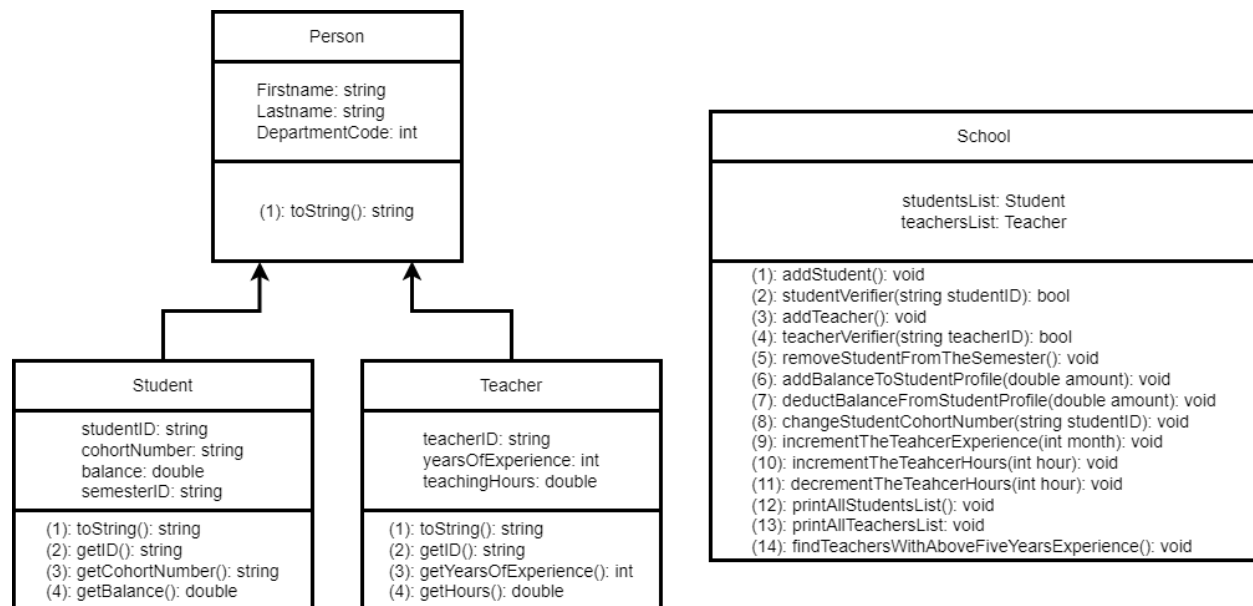 Person
Firstname: string
Lastname: string
DepartmentCode: int
(1): toString(): string
Student
studentID: string
cohortNumber: string
balance: double
semesterID: string
(1): toString(): string
(2): getID(): string
(3): getCohortNumber(): string
(4): getBalance(): double
Teacher
teacherID: string
yearsOfExperience: int
teachingHours: double
(1): toString(): string
(2): getID(): string
(3): getYearsOfExperience(): int
(4): getHours(): double
School
studentsList: Student
teachersList: Teacher
(1): addStudent(): void
(2): studentVerifier(string studentID): bool
(3): addTeacher(): void
(4): teacherVerifier(string teacherID): bool
(5): removeStudentFromTheSemester(): void
(6): addBalanceToStudentProfile(double amount): void
(7): deductBalanceFromStudentProfile(double amount): void
(8): changeStudentCohortNumber(string studentID): void
(9): incrementTheTeahcerExperience(int month): void
(10): incrementTheTeahcerHours(int hour): void
(11): decrementTheTeahcerHours(int hour): void
(12): printAllStudentsList(): void
(13): printAllTeachersList: void
(14): findTeachersWithAboveFiveYearsExperience(): void